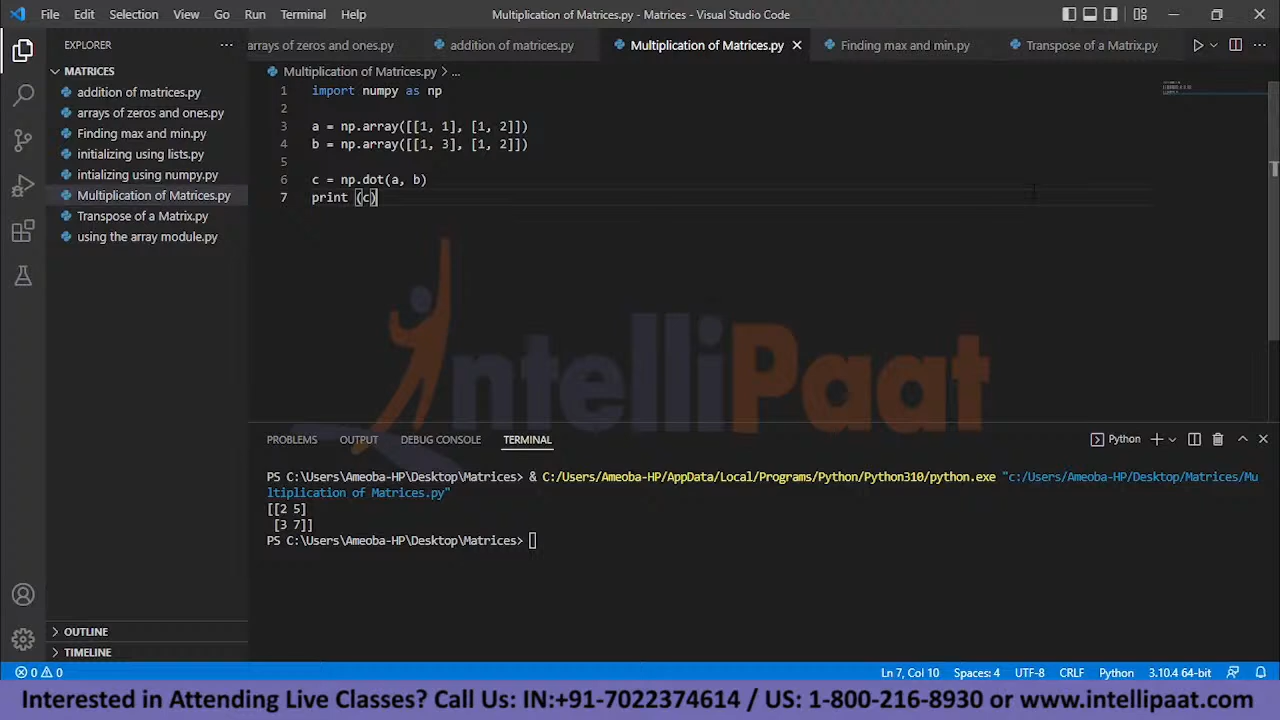 File Edit Selection View Go Run Terminal Help Multiplication of Matrices.py - Matrices - Visual Studio Code
EXPLORER
arrays of zeros and ones.py addition of matrices.py Multiplication of Matrices.py Finding max and min.py Transpose of a Matrix.py
MATRICES
addition of matrices.py
arrays of zeros and ones.py
Finding max and min.py
initializing using lists.py
intializing using numpy.py
Multiplication of Matrices.py
Transpose of a Matrix.py
using the array module.py
OUTLINE
TIMELINE
Multiplication of Matrices.py > ...
1 import numpy as np
2
3 a = np.array([[1, 1], [1, 2]])
4 b = np.array([[1, 3], [1, 2]])
5
6 c = np.dot(a, b)
7 print (c)
IntelliPaat
PROBLEMS OUTPUT DEBUG CONSOLE TERMINAL Python
PS C:\Users\Ameoba-HP\Desktop\Matrices> & C:/Users/Ameoba-HP/AppData/Local/Programs/Python/Python310/python.exe "c:/Users/Ameoba-HP/Desktop/Matrices/Mu
ltiplication of Matrices.py"
[[2 5]
[3 7]]
PS C:\Users\Ameoba-HP\Desktop\Matrices>
0 0 Ln 7, Col 10 Spaces: 4 UTF-8 CRLF Python 3.10.4 64-bit
Interested in Attending Live Classes? Call Us: IN:+91-7022374614 / US: 1-800-216-8930 or www.intellipaat.com